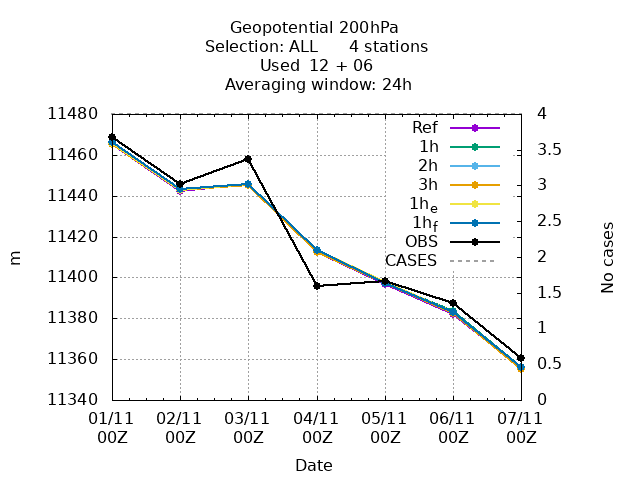 Geopotential 200hPa
Selection: ALL 4 stations
Used 12 + 06
Averaging window: 24h
11480
11460
11440
11420
11400
11380
11360
11340
m
4
3.5
3
2.5
2
1.5
1
0.5
0
No cases
Ref
1h
2h
3h
1he
1hf
OBS
CASES
01/11 02/11 03/11 04/11 05/11 06/11 07/11
00Z 00Z 00Z 00Z 00Z 00Z 00Z
Date